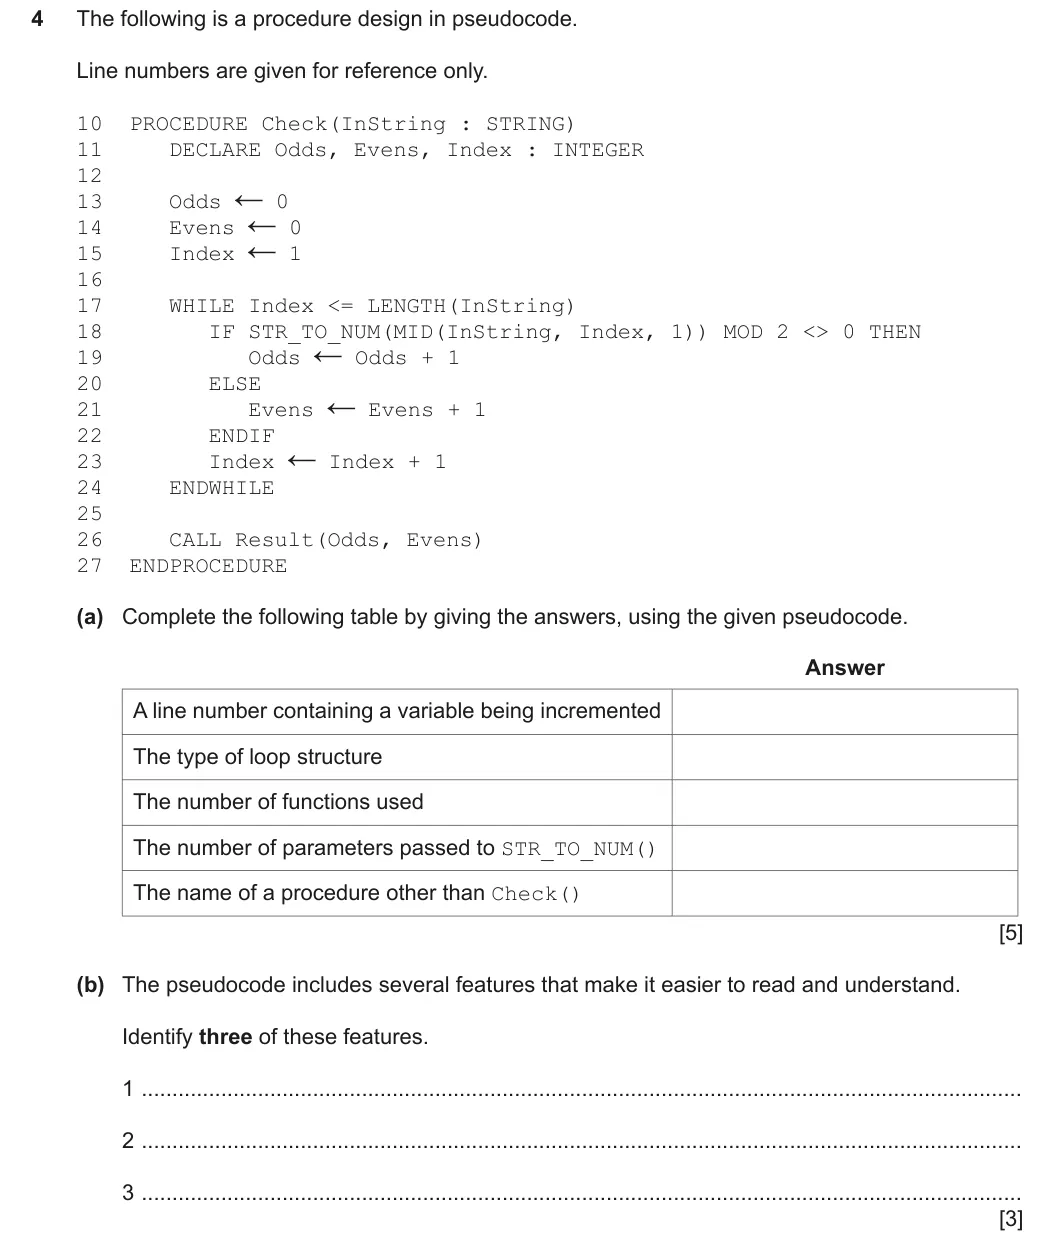 4 The following is a procedure design in pseudocode.
Line numbers are given for reference only.
10 PROCEDURE Check(InString : STRING)
11 DECLARE Odds, Evens, Index : INTEGER
12
13 Odds ← 0
14 Evens ← 0
15 Index ← 1
16
17 WHILE Index <= LENGTH(InString)
18 IF STR_TO_NUM(MID(InString, Index, 1)) MOD 2 <> 0 THEN
19 Odds ← Odds + 1
20 ELSE
21 Evens ← Evens + 1
22 ENDIF
23 Index ← Index + 1
24 ENDWHILE
25
26 CALL Result(Odds, Evens)
27 ENDPROCEDURE
(a) Complete the following table by giving the answers, using the given pseudocode.
Answer
A line number containing a variable being incremented
The type of loop structure
The number of functions used
The number of parameters passed to STR_TO_NUM()
The name of a procedure other than Check()
[5]
(b) The pseudocode includes several features that make it easier to read and understand.
Identify three of these features.
1 ....................................................................................................
2 ....................................................................................................
3 ....................................................................................................
[3]